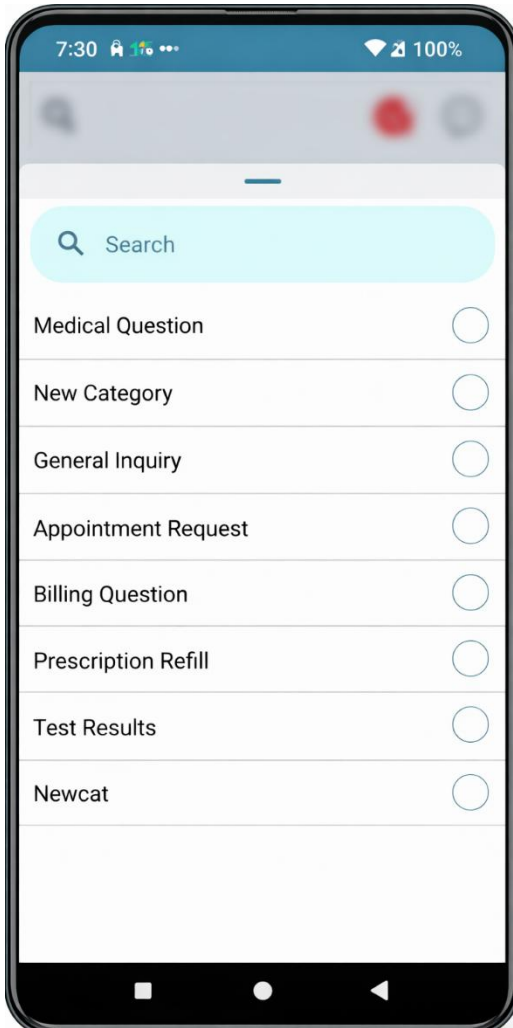 7:30
100%
Search
Medical Question
New Category
General Inquiry
Appointment Request
Billing Question
Prescription Refill
Test Results
Newcat